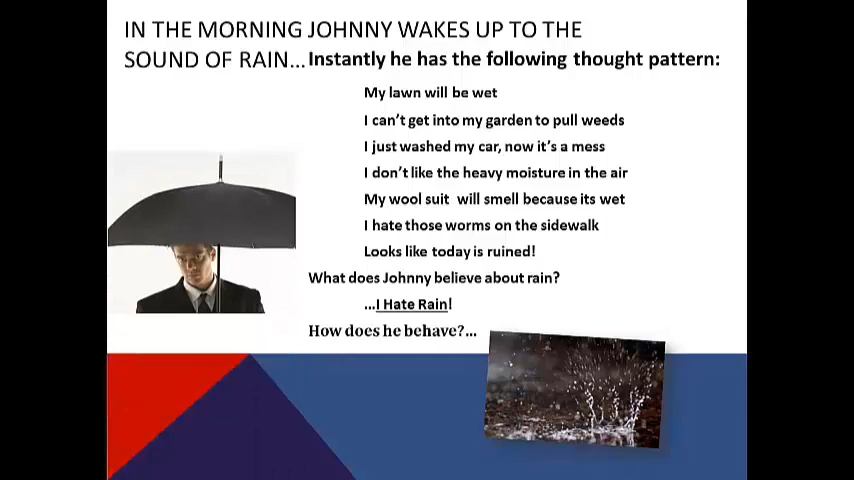 IN THE MORNING JOHNNY WAKES UP TO THE
SOUND OF RAIN... Instantly he has the following thought pattern:
My lawn will be wet
I can't get into my garden to pull weeds
I just washed my car, now it's a mess
I don't like the heavy moisture in the air
My wool suit  will smell because its wet
I hate those worms on the sidewalk
Looks like today is ruined!
What does Johnny believe about rain?
...I Hate Rain!
How does he behave?...